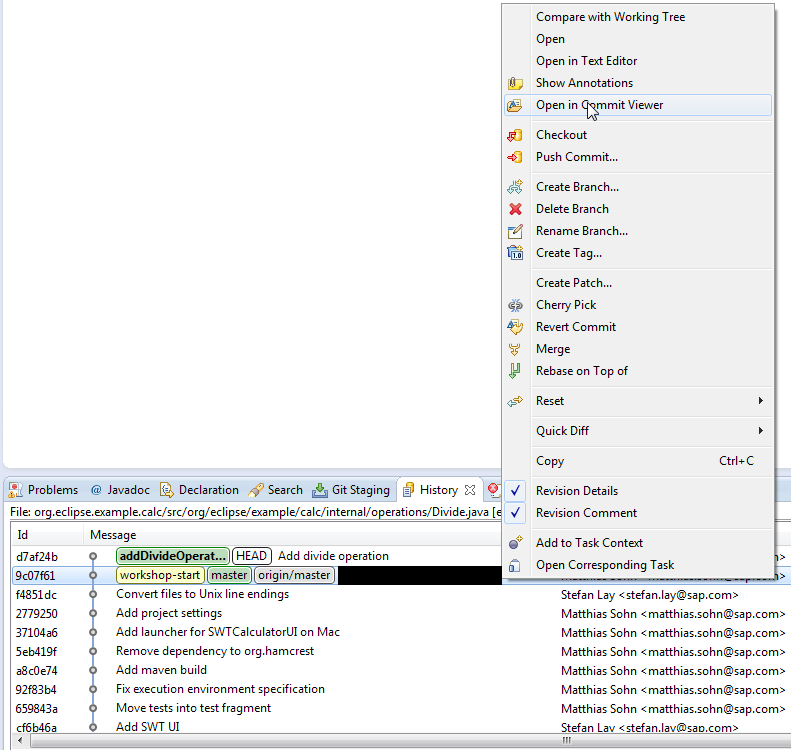 Compare with Working Tree
Open
Open in Text Editor
Show Annotations
Open in Commit Viewer
Checkout
Push Commit...
Create Branch...
Delete Branch
Rename Branch...
1.0 Create Tag...
Create Patch...
Cherry Pick
Revert Commit
Merge
Rebase on Top of
Reset
Quick Diff
Copy Ctrl+C
Revision Details
Revision Comment
Add to Task Context
Open Corresponding Task
Problems @ Javadoc Declaration Search Git Staging History
File: org.eclipse.example.calc/src/org/eclipse/example/calc/internal/operations/Divide.java [e
Id Message
d7af24b addDivideOperat... HEAD Add divide operation
9c07f61 workshop-start master origin/master
f4851dc Convert files to Unix line endings Stefan Lay <stefan.lay@sap.com>
2779250 Add project settings Matthias Sohn <matthias.sohn@sap.com>
37104a6 Add launcher for SWTCalculatorUI on Mac Matthias Sohn <matthias.sohn@sap.com>
5eb419f Remove dependency to org.hamcrest Matthias Sohn <matthias.sohn@sap.com>
a8c0e74 Add maven build Matthias Sohn <matthias.sohn@sap.com>
92f83b4 Fix execution environment specification Matthias Sohn <matthias.sohn@sap.com>
659843a Move tests into test fragment Matthias Sohn <matthias.sohn@sap.com>
cf6b46a Add SWT UI Stefan Lay <stefan.lay@sap.com>